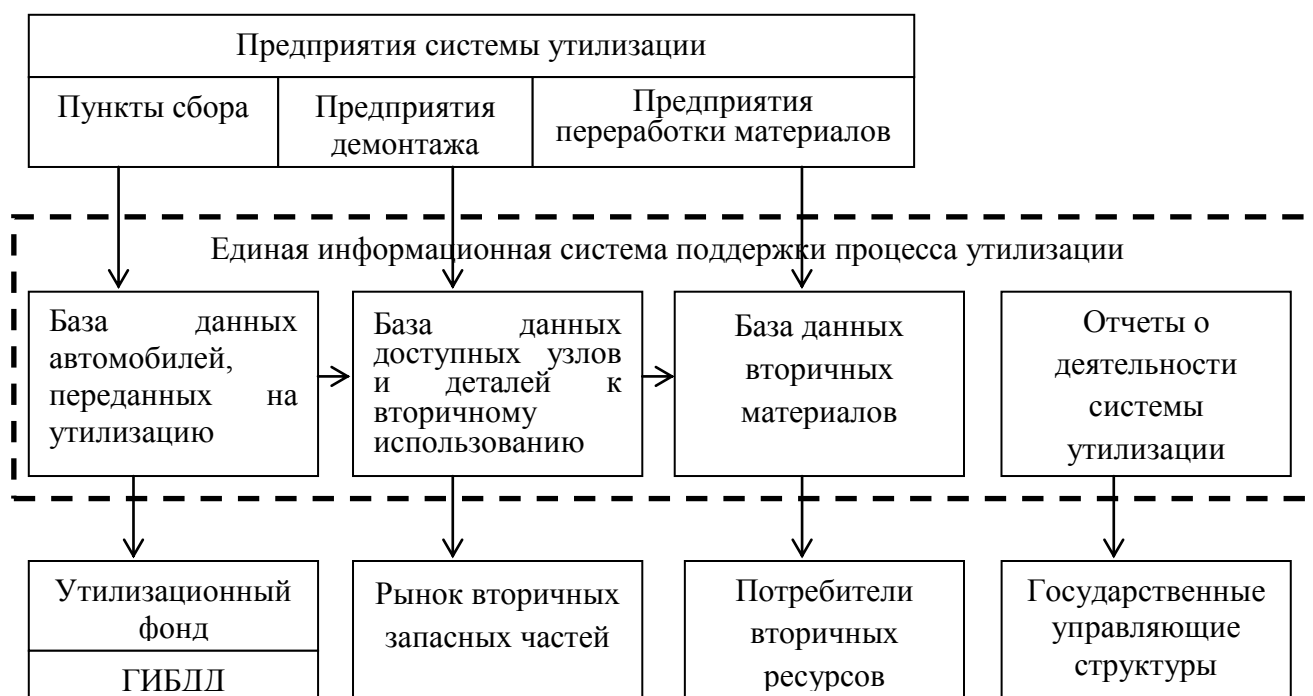 Предприятия системы утилизации
Пункты сбора
Предприятия
демонтажа
Предприятия
переработки материалов
Единая информационная система поддержки процесса утилизации
База данных
автомобилей,
переданных на
утилизацию
База данных
доступных узлов
и деталей к
вторичному
использованию
База данных
вторичных
материалов
Отчеты о
деятельности
системы
утилизации
Утилизационный
фонд
ГИБДД
Рынок вторичных
запасных частей
Потребители
вторичных
ресурсов
Государственные
управляющие
структуры